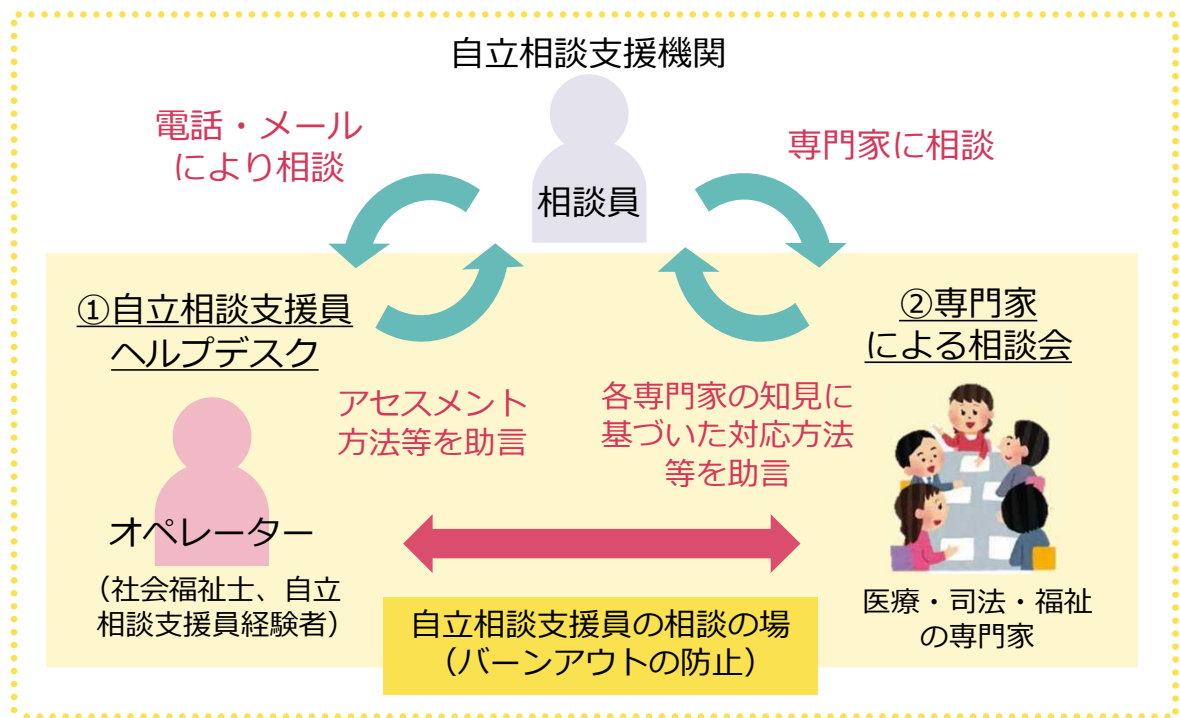 自立相談支援機関
電話・メール
により相談
専門家に相談
相談員
①自立相談支援員
ヘルプデスク
②専門家
による相談会
アセスメント
方法等を助言
各専門家の知見に
基づいた対応方法
等を助言
オペレーター
（社会福祉士、自立
相談支援員経験者）
医療・司法・福祉
の専門家
自立相談支援員の相談の場
（バーンアウトの防止）